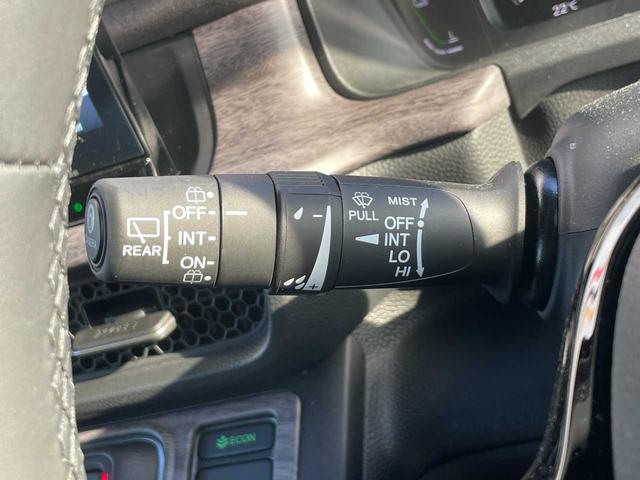 22℃
MIST
PULL
OFF
INT
LO
HI
OFF
INT
ON
REAR
− 
+
ECON